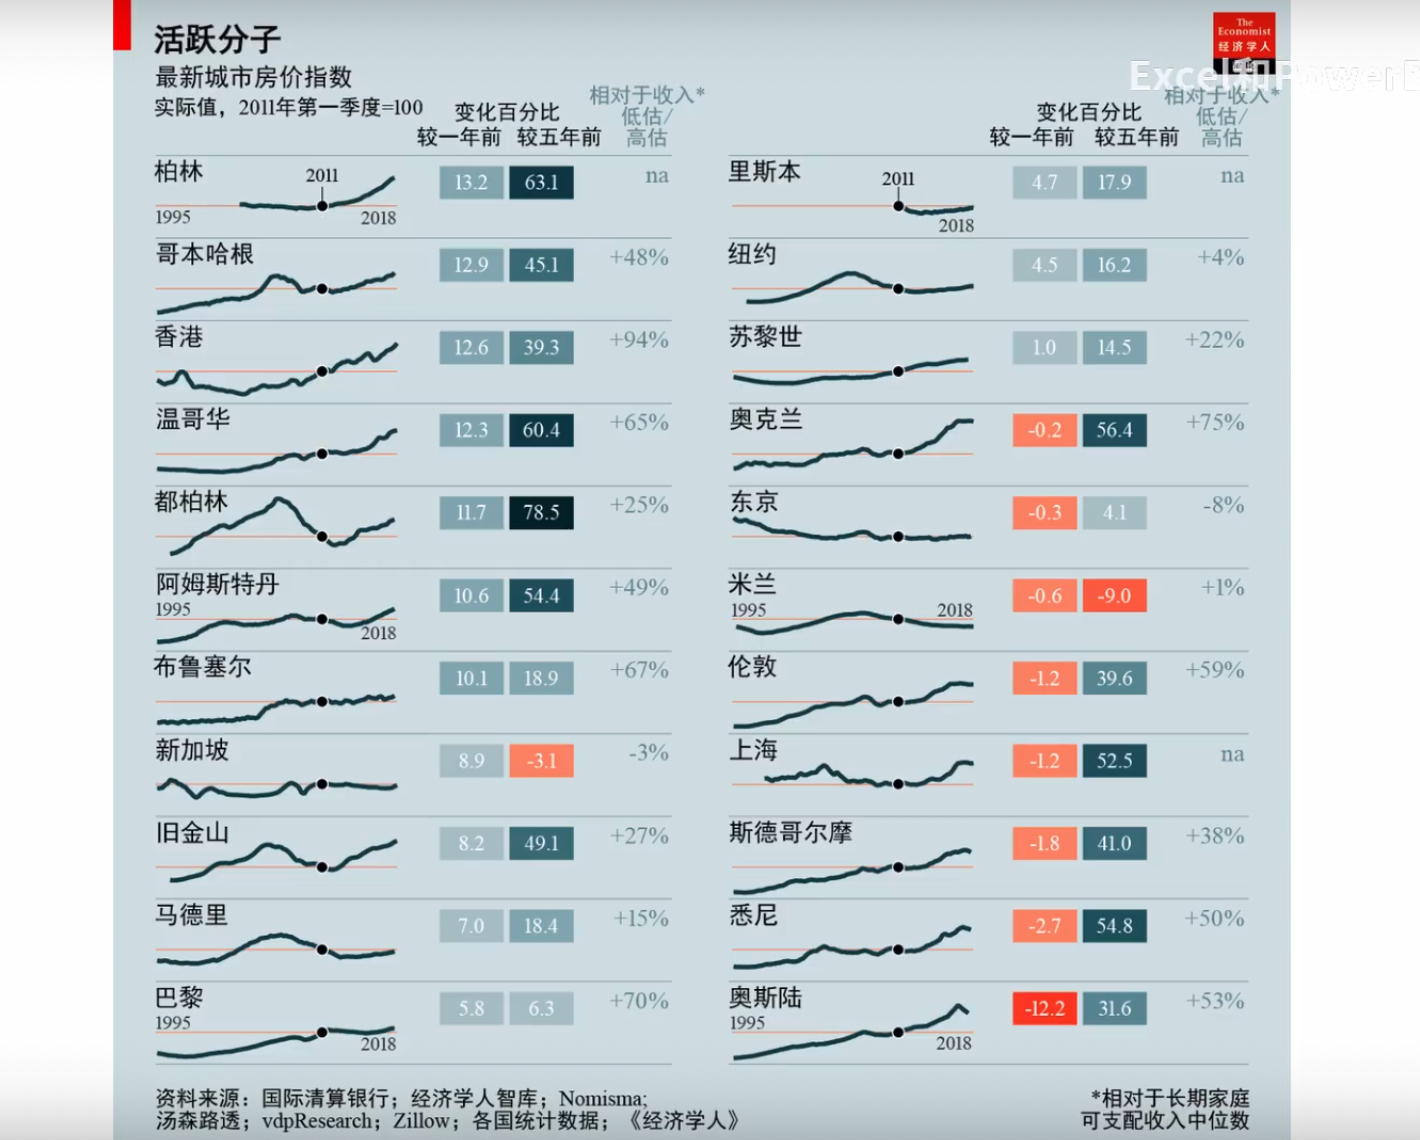 活跃分子
最新城市房价指数
实际值，2011年第一季度=100
The
Economist
经济学人
Excel和PowerB
变化百分比
较一年前 较五年前
相对于收入*
低估/
高估
柏林 2011 13.2 63.1 na
1995 2018
哥本哈根 12.9 45.1 +48%
香港 12.6 39.3 +94%
温哥华 12.3 60.4 +65%
都柏林 11.7 78.5 +25%
阿姆斯特丹 10.6 54.4 +49%
1995 2018
布鲁塞尔 10.1 18.9 +67%
新加坡 8.9 -3.1 -3%
旧金山 8.2 49.1 +27%
马德里 7.0 18.4 +15%
巴黎 5.8 6.3 +70%
1995 2018
变化百分比
较一年前 较五年前
相对于收入*
低估/
高估
里斯本 2011 4.7 17.9 na
2018
纽约 4.5 16.2 +4%
苏黎世 1.0 14.5 +22%
奥克兰 -0.2 56.4 +75%
东京 -0.3 4.1 -8%
米兰 -0.6 -9.0 +1%
1995 2018
伦敦 -1.2 39.6 +59%
上海 -1.2 52.5 na
斯德哥尔摩 -1.8 41.0 +38%
悉尼 -2.7 54.8 +50%
奥斯陆 -12.2 31.6 +53%
1995 2018
资料来源：国际清算银行；经济学人智库；Nomisma;
汤森路透；vdpResearch；Zillow；各国统计数据；《经济学人》
*相对于长期家庭
可支配收入中位数